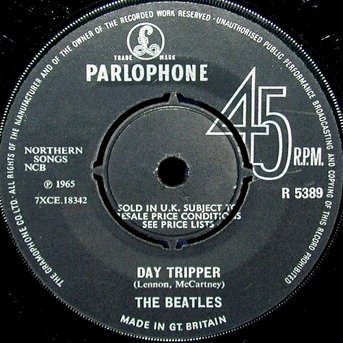 ALL RIGHTS OF THE MANUFACTURER AND OF THE OWNER OF THE RECORDED WORK RESERVED • UNAUTHORISED PUBLIC PERFORMANCE BROADCASTING AND COPYING OF THIS RECORD PROHIBITED
THE GRAMOPHONE CO. LTD.
£
TRADE MARK
PARLOPHONE
45 R.P.M.
NORTHERN
SONGS
NCB
℗ 1965
7XCE.18342
R 5389
SOLD IN U.K. SUBJECT TO
RESALE PRICE CONDITIONS
SEE PRICE LISTS
DAY TRIPPER
(Lennon, McCartney)
THE BEATLES
MADE IN GT. BRITAIN